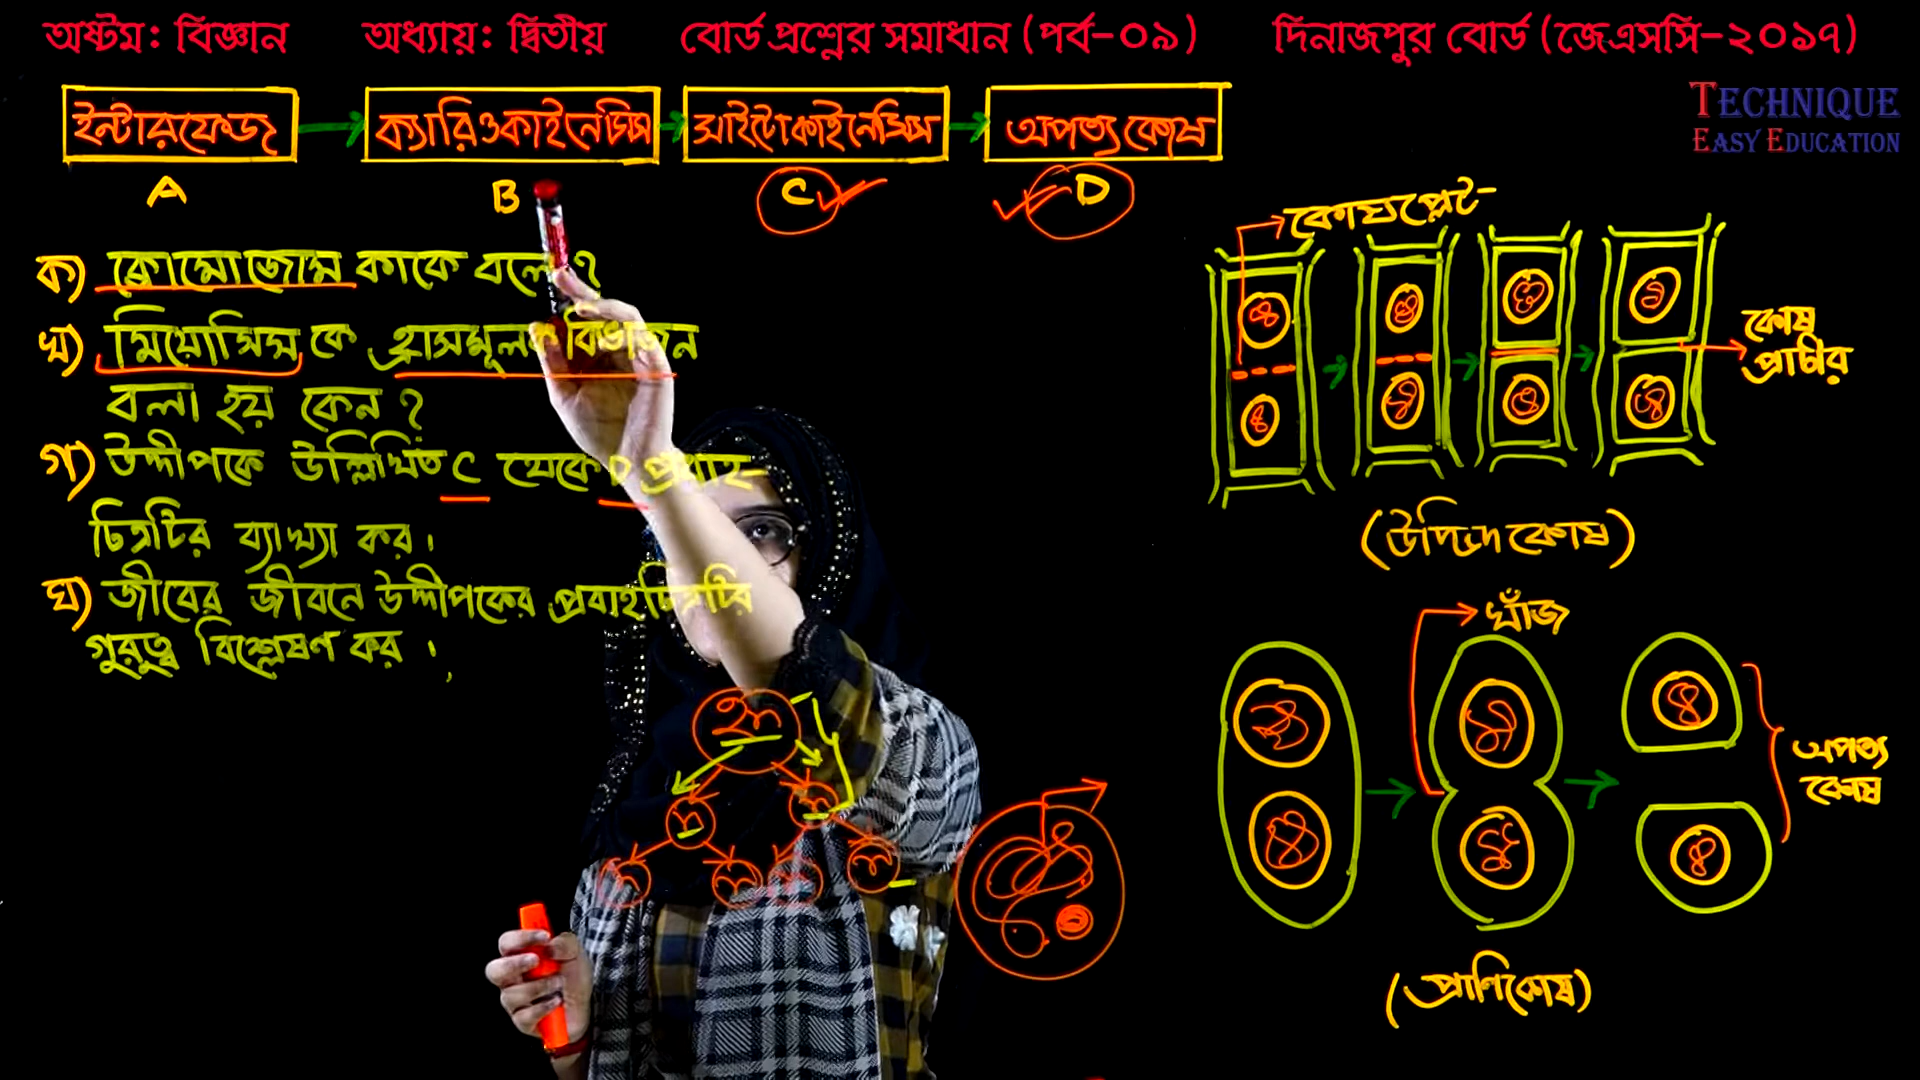 অষ্টম: বিজ্ঞান অধ্যায়: দ্বিতীয় বোর্ড প্রশ্নের সমাধান (পর্ব-০৯) দিনাজপুর বোর্ড (জেএসসি-২০১৭)
TECHNIQUE
EASY EDUCATION
ইন্টারফেজ ক্যারিওকাইনেসিস সাইটোকাইনেসিস অপত্য কোষ
A B C D
ক) ক্রোমোজোম কাকে বলে ?
খ) মিয়োসিস কে হ্রাসমূলক বিভাজন
বলা হয় কেন ?
গ) উদ্দীপকে উল্লিখিত C থেকে D প্রবাহ-
চিত্রটির ব্যাখ্যা কর।
ঘ) জীবের জীবনে উদ্দীপকের প্রবাহচিত্রটির
গুরুত্ব বিশ্লেষণ কর।
কোষপ্লেট
কোষ
প্রাচীর
(উদ্ভিদ কোষ)
খাঁজ
অপত্য
কোষ
(প্রাণিকোষ)
2n
n n
n n n n